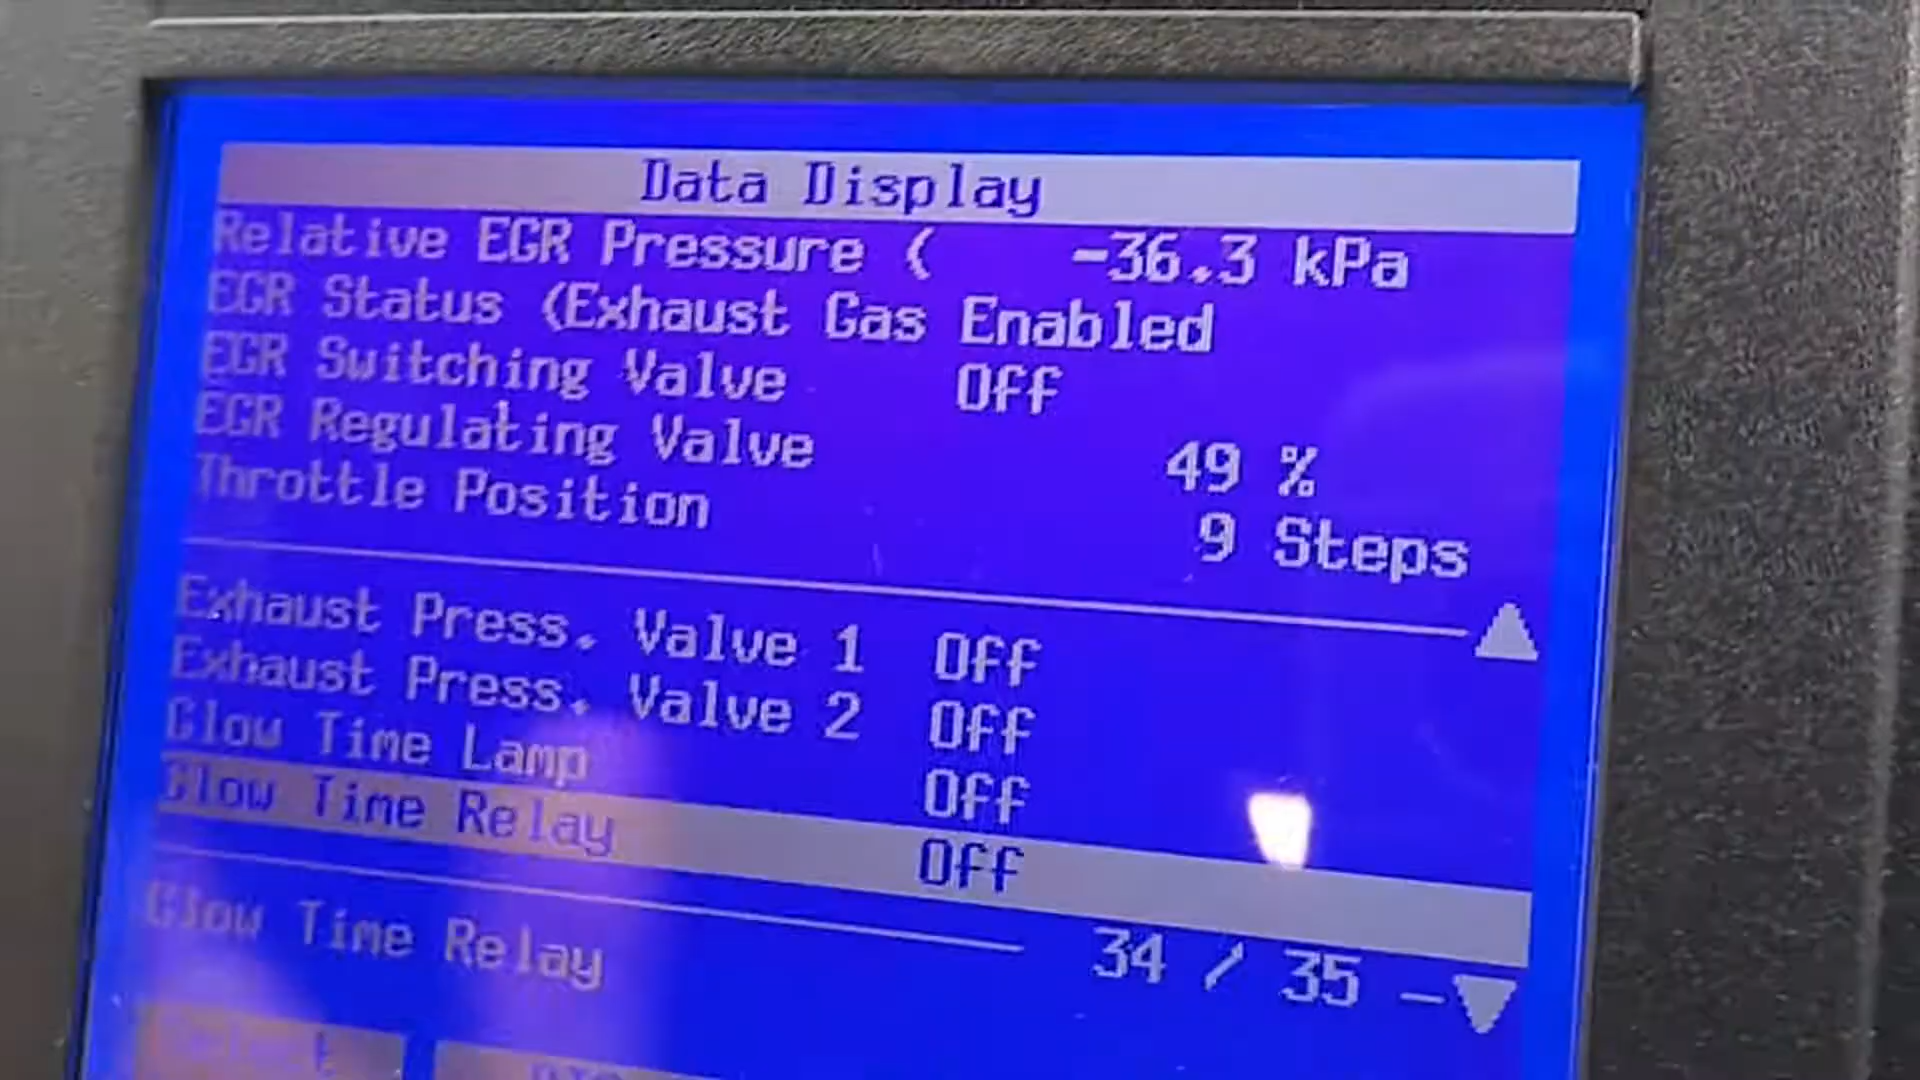 Data Display
Relative EGR Pressure ( -36.3 kPa
EGR Status (Exhaust Gas Enabled
EGR Switching Valve Off
EGR Regulating Valve 49 %
Throttle Position 9 Steps
Exhaust Press. Valve 1 Off
Exhaust Press. Valve 2 Off
Glow Time Lamp Off
Glow Time Relay Off
34 / 35
Glow Time Relay
Select